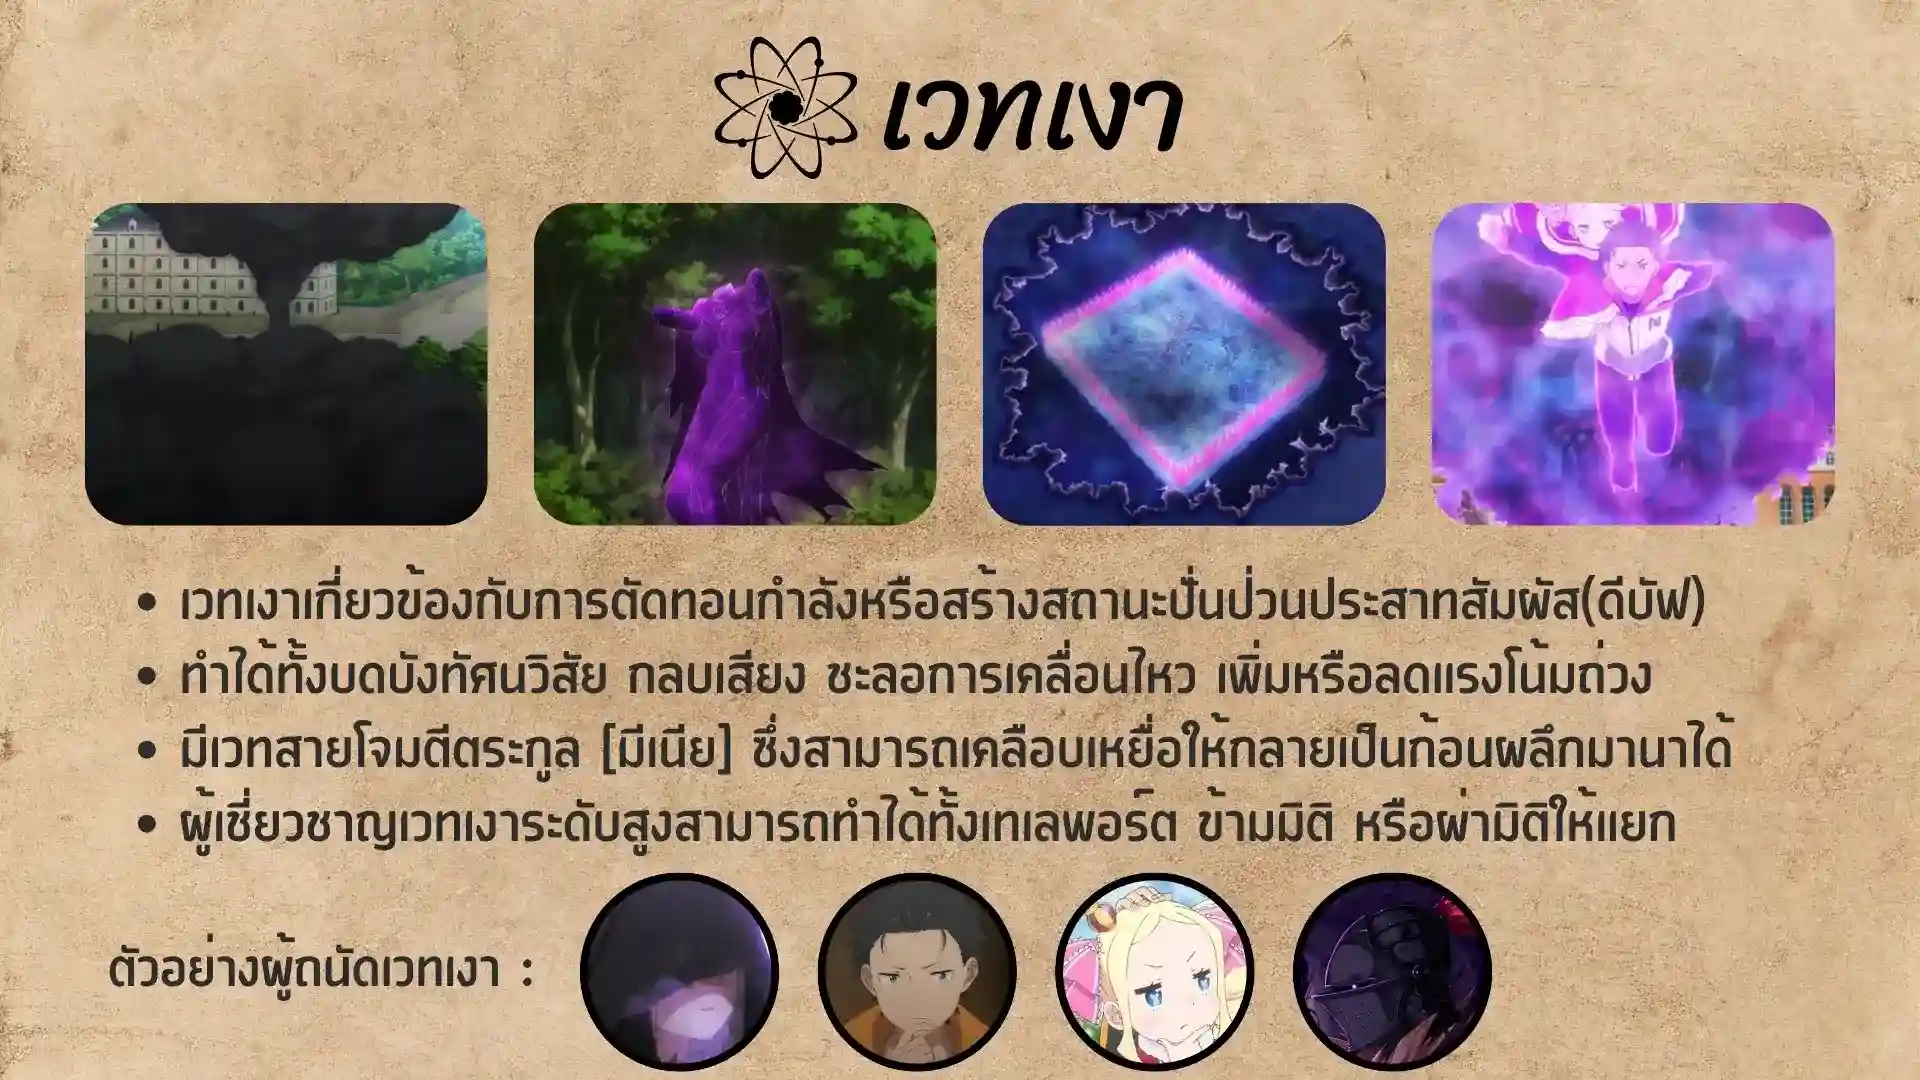 เวทเงา
• เวทเงาเกี่ยวข้องกับการตัดทอนกำลังหรือสร้างสถานะปั่นป่วนประสาทสัมผัส(ดีบัฟ)
• ทำได้ทั้งบดบังทัศนวิสัย กลบเสียง ชะลอการเคลื่อนไหว เพิ่มหรือลดแรงโน้มถ่วง
• มีเวทสายโจมตีตระกูล [มีเนีย] ซึ่งสามารถเคลือบเหยื่อให้กลายเป็นก้อนผลึกมานาได้
• ผู้เชี่ยวชาญเวทเงาระดับสูงสามารถทำได้ทั้งเทเลพอร์ต ข้ามมิติ หรือผ่ามิติให้แยก
ตัวอย่างผู้ถนัดเวทเงา :